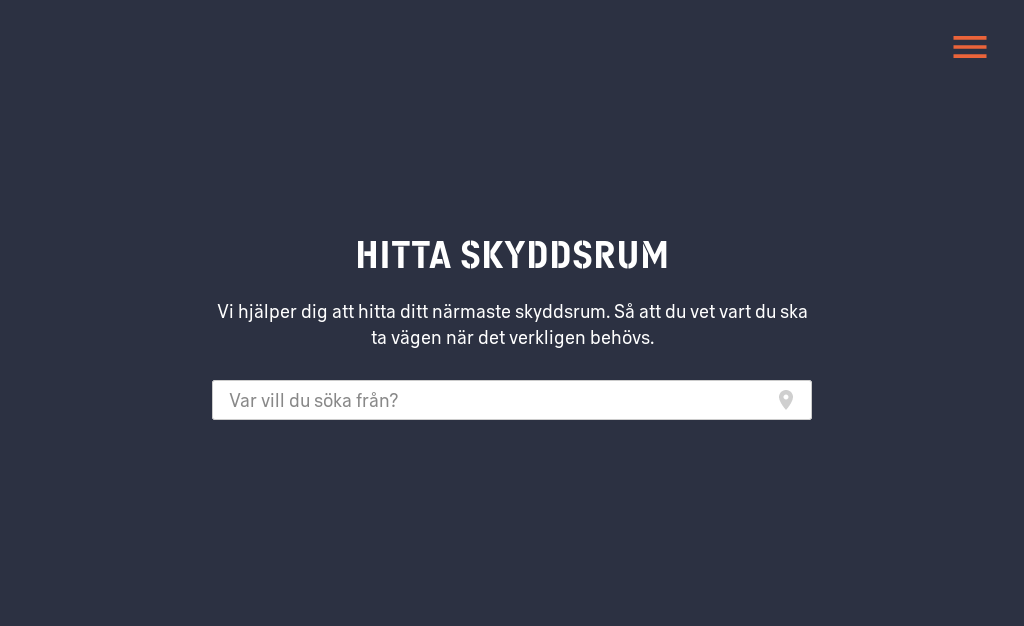 HITTA SKYDDSRUM
Vi hjälper dig att hitta ditt närmaste skyddsrum. Så att du vet vart du ska
ta vägen när det verkligen behövs.
Var vill du söka från?